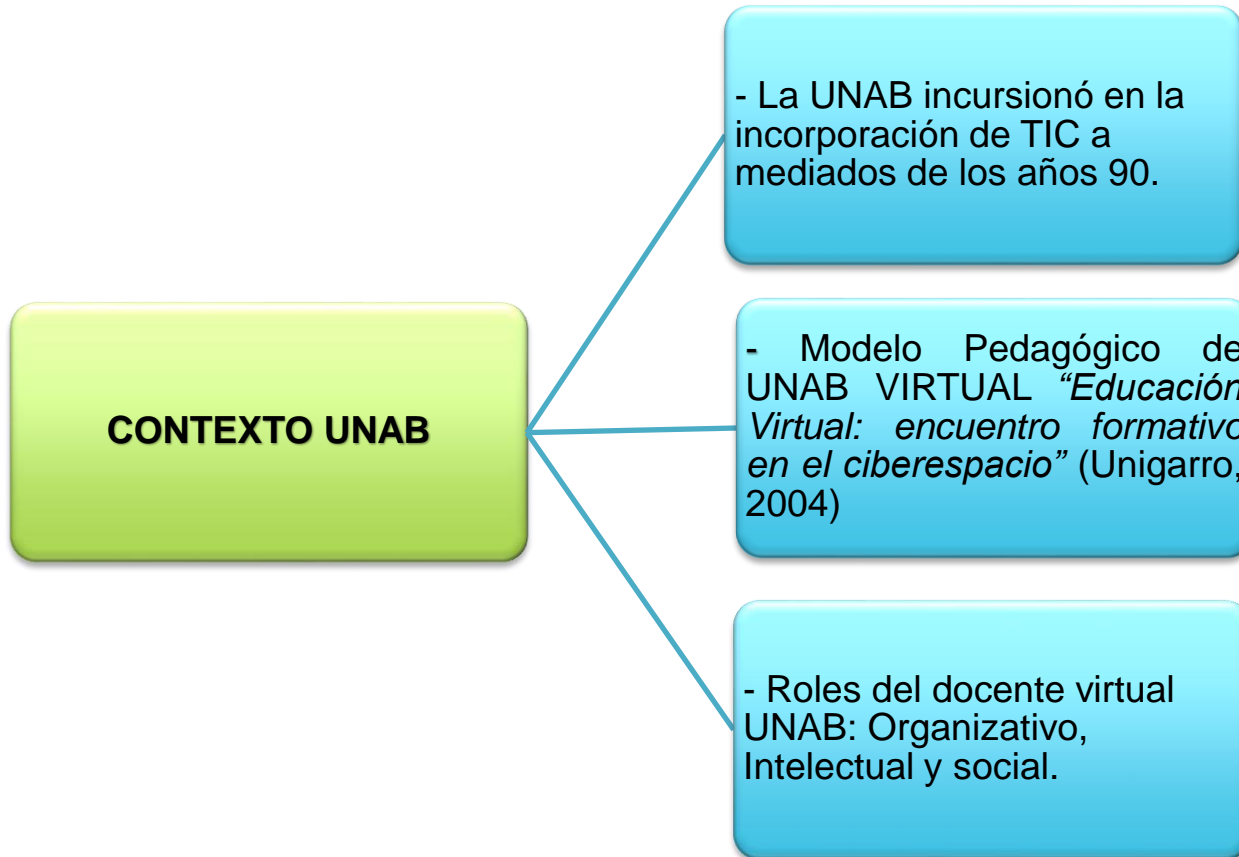 - La UNAB incursionó en la
incorporación de TIC a
mediados de los años 90.
CONTEXTO UNAB
- Modelo Pedagógico de
UNAB VIRTUAL “Educación
Virtual: encuentro formativo
en el ciberespacio” (Unigarro,
2004)
- Roles del docente virtual
UNAB: Organizativo,
Intelectual y social.